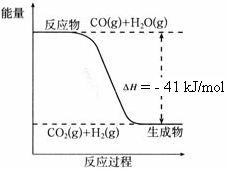 能量
反应物 CO(g)+H₂O(g)
ΔH = - 41 kJ/mol
CO₂(g)+H₂(g) 生成物
反应过程